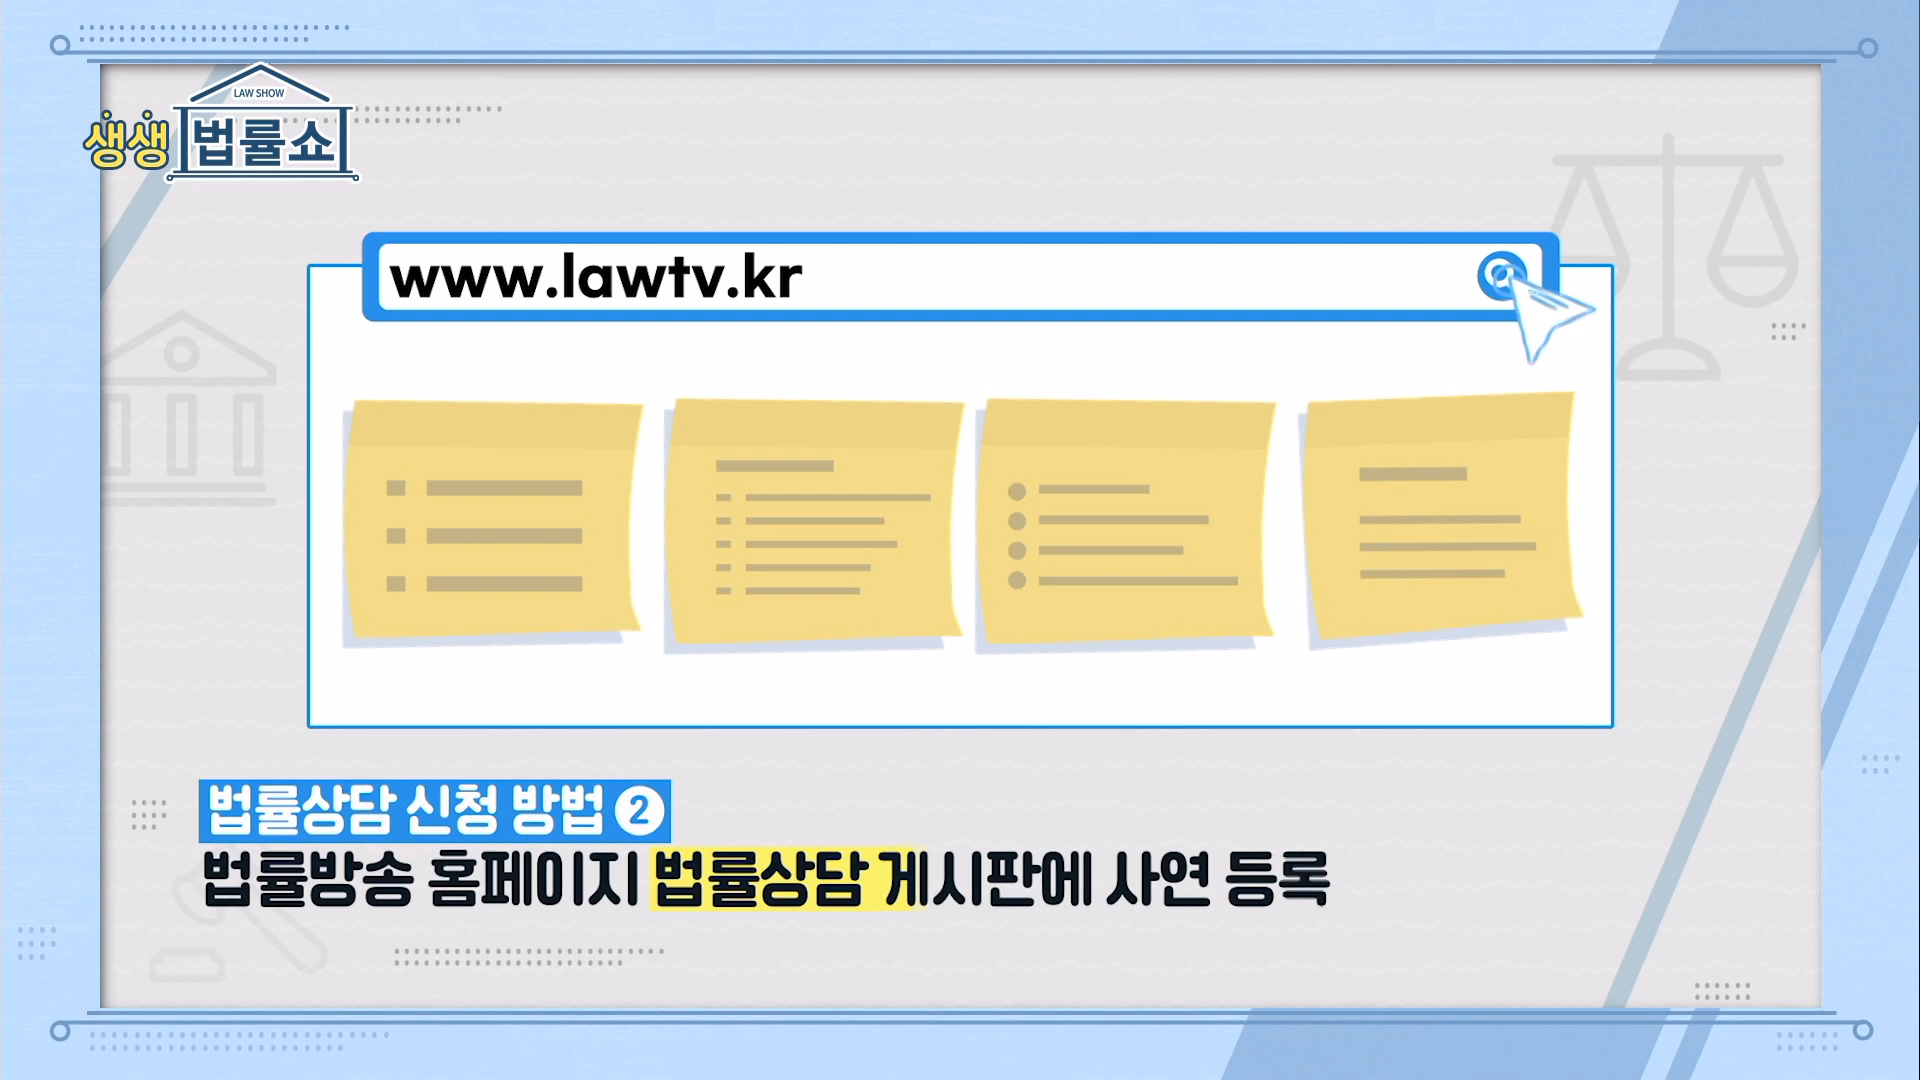 LAW SHOW
생생 법률쇼
www.lawtv.kr
법률상담 신청 방법 2
법률방송 홈페이지 법률상담 게시판에 사연 등록